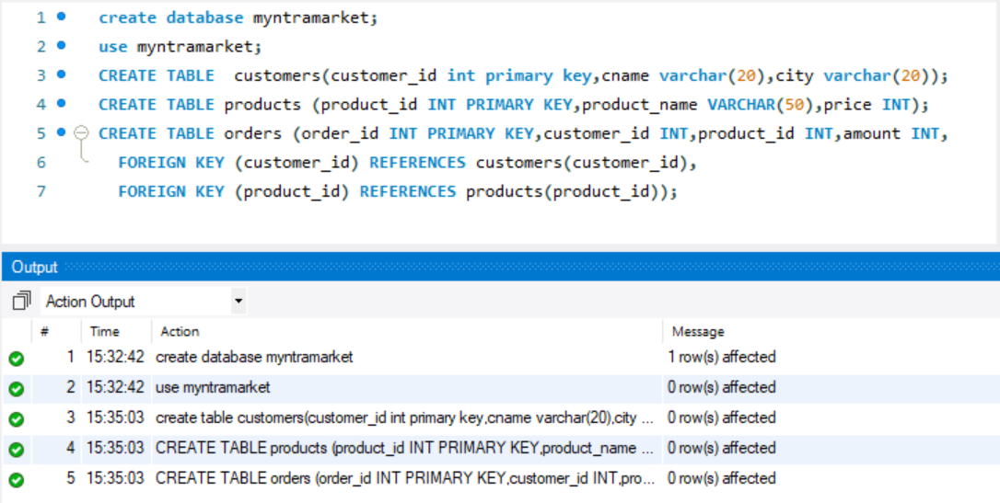 1 create database myntramarket;
2 use myntramarket;
3 CREATE TABLE  customers(customer_id int primary key,cname varchar(20),city varchar(20));
4 CREATE TABLE products (product_id INT PRIMARY KEY,product_name VARCHAR(50),price INT);
5 CREATE TABLE orders (order_id INT PRIMARY KEY,customer_id INT,product_id INT,amount INT,
6 FOREIGN KEY (customer_id) REFERENCES customers(customer_id),
7 FOREIGN KEY (product_id) REFERENCES products(product_id));
Output
Action Output
# Time Action Message
1 15:32:42 create database myntramarket 1 row(s) affected
2 15:32:42 use myntramarket 0 row(s) affected
3 15:35:03 create table customers(customer_id int primary key,cname varchar(20),city ... 0 row(s) affected
4 15:35:03 CREATE TABLE products (product_id INT PRIMARY KEY,product_name ... 0 row(s) affected
5 15:35:03 CREATE TABLE orders (order_id INT PRIMARY KEY,customer_id INT,pro... 0 row(s) affected